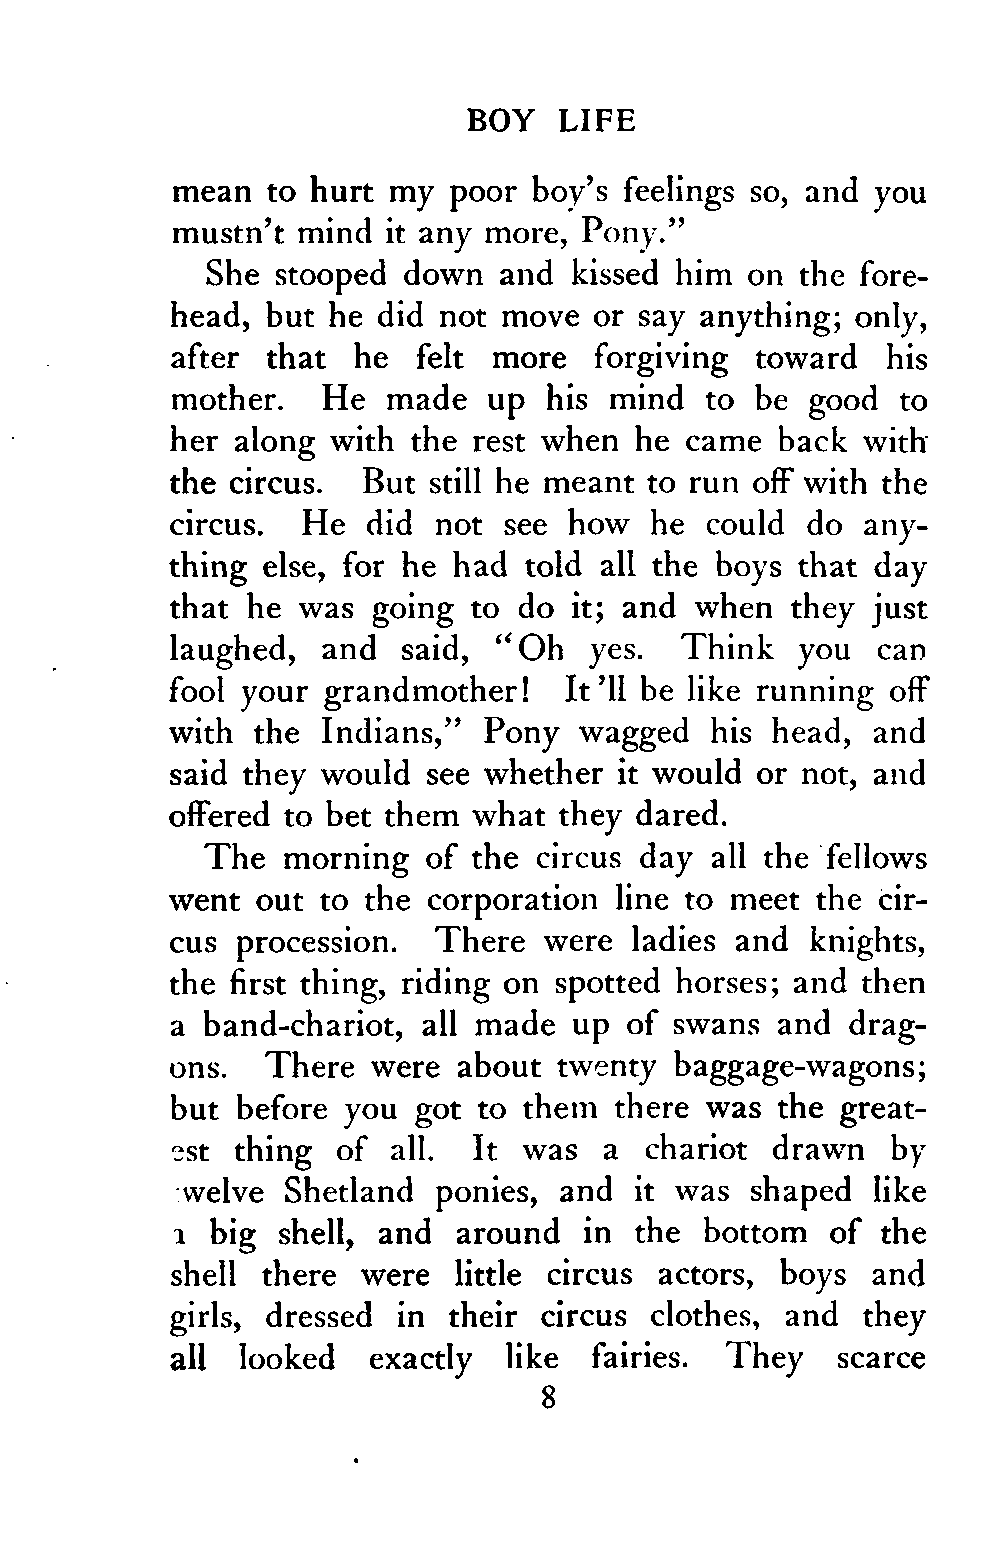 BOY LIFE
mean to hurt my poor boy's feelings so, and you
mustn't mind it any more, Pony."
She stooped down and kissed him on the fore-
head, but he did not move or say anything; only,
after that he felt more forgiving toward his
mother. He made up his mind to be good to
her along with the rest when he came back with
the circus. But still he meant to run off with the
circus. He did not see how he could do any-
thing else, for he had told all the boys that day
that he was going to do it; and when they just
laughed, and said, "Oh yes. Think you can
fool your grandmother! It'll be like running off
with the Indians," Pony wagged his head, and
said they would see whether it would or not, and
offered to bet them what they dared.
The morning of the circus day all the fellows
went out to the corporation line to meet the cir-
cus procession. There were ladies and knights,
the first thing, riding on spotted horses; and then
a band-chariot, all made up of swans and drag-
ons. There were about twenty baggage-wagons;
but before you got to them there was the great-
est thing of all. It was a chariot drawn by
welve Shetland ponies, and it was shaped like
a big shell, and around in the bottom of the
shell there were little circus actors, boys and
girls, dressed in their circus clothes, and they
all looked exactly like fairies. They scarce
8